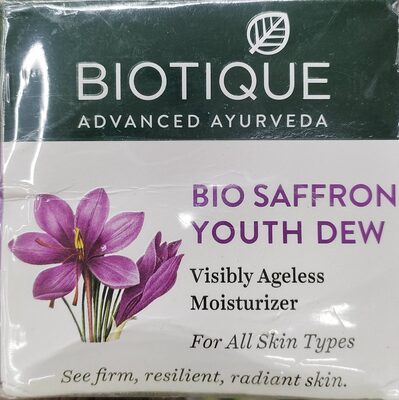 BIOTIQUE
ADVANCED AYURVEDA
BIO SAFFRON
YOUTH DEW
Visibly Ageless
Moisturizer
For All Skin Types
See firm, resilient, radiant skin.